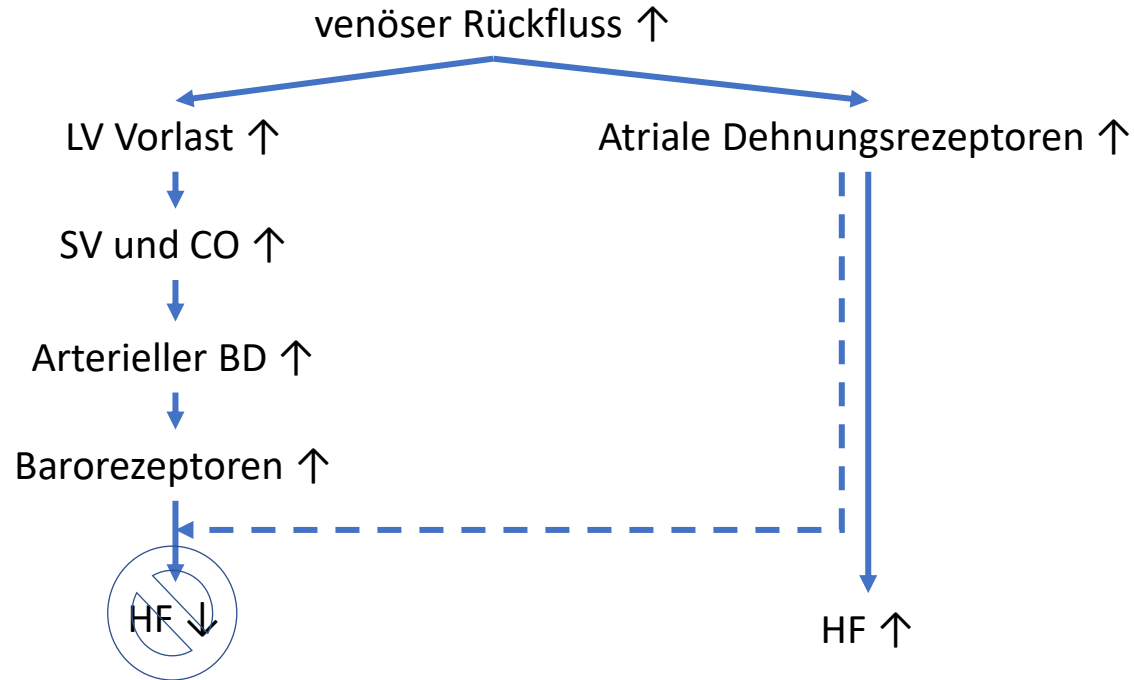 venöser Rückfluss ↑
LV Vorlast ↑
Atriale Dehnungsrezeptoren ↑
SV und CO ↑
Arterieller BD ↑
Barorezeptoren ↑
HF ↓
HF ↑